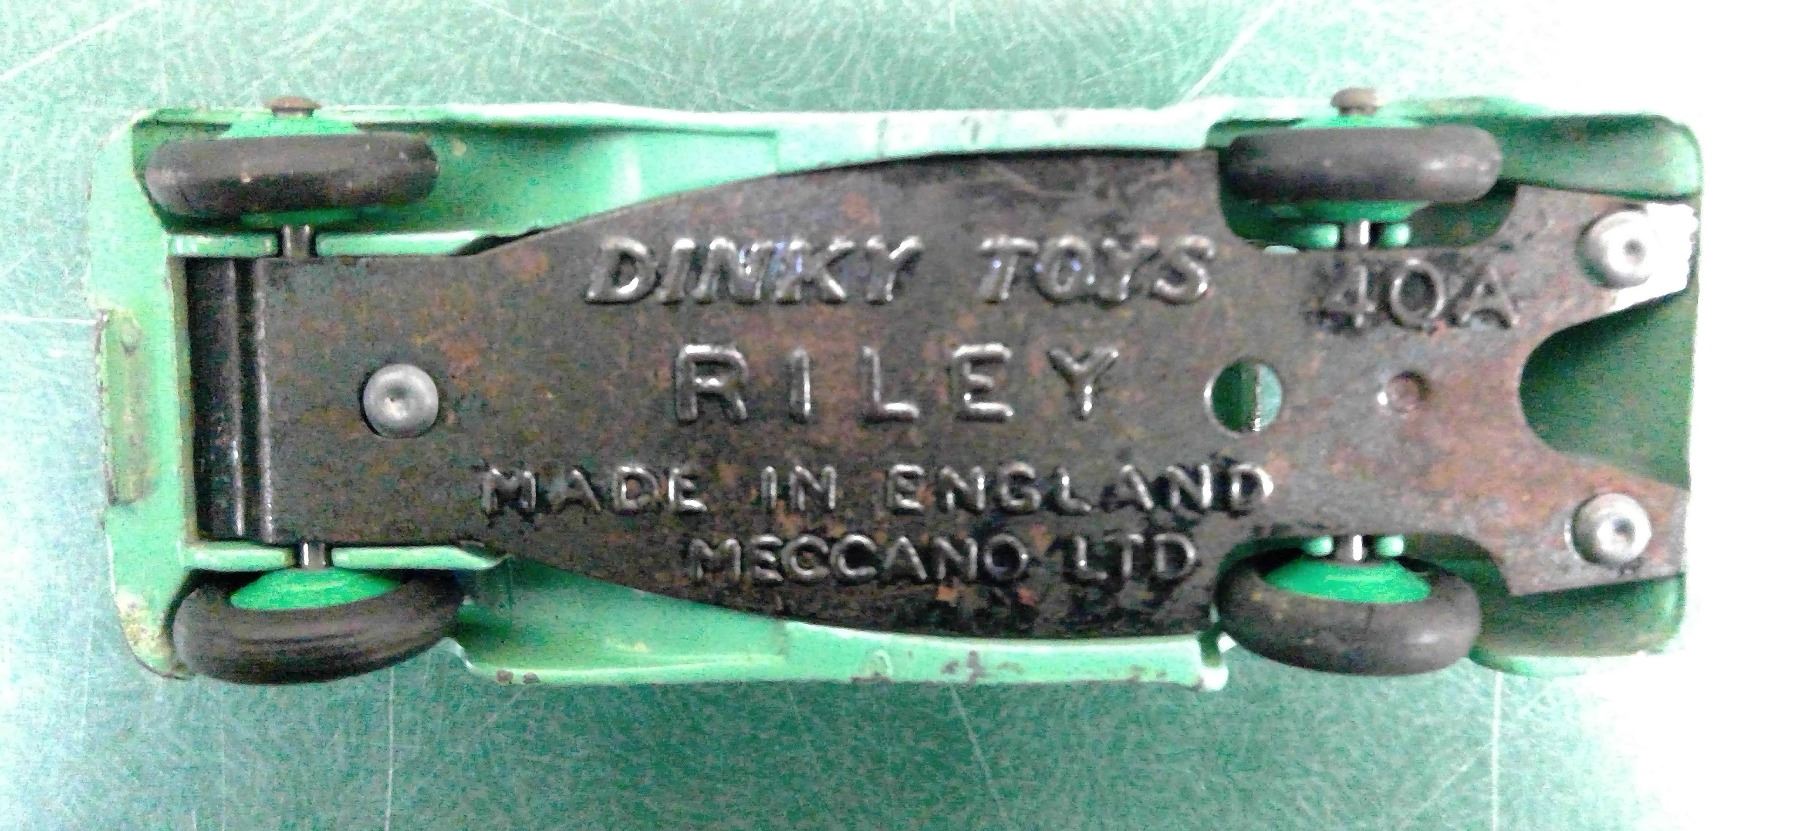 DINKY TOYS
40A
RILEY
MADE IN ENGLAND
MECCANO LTD